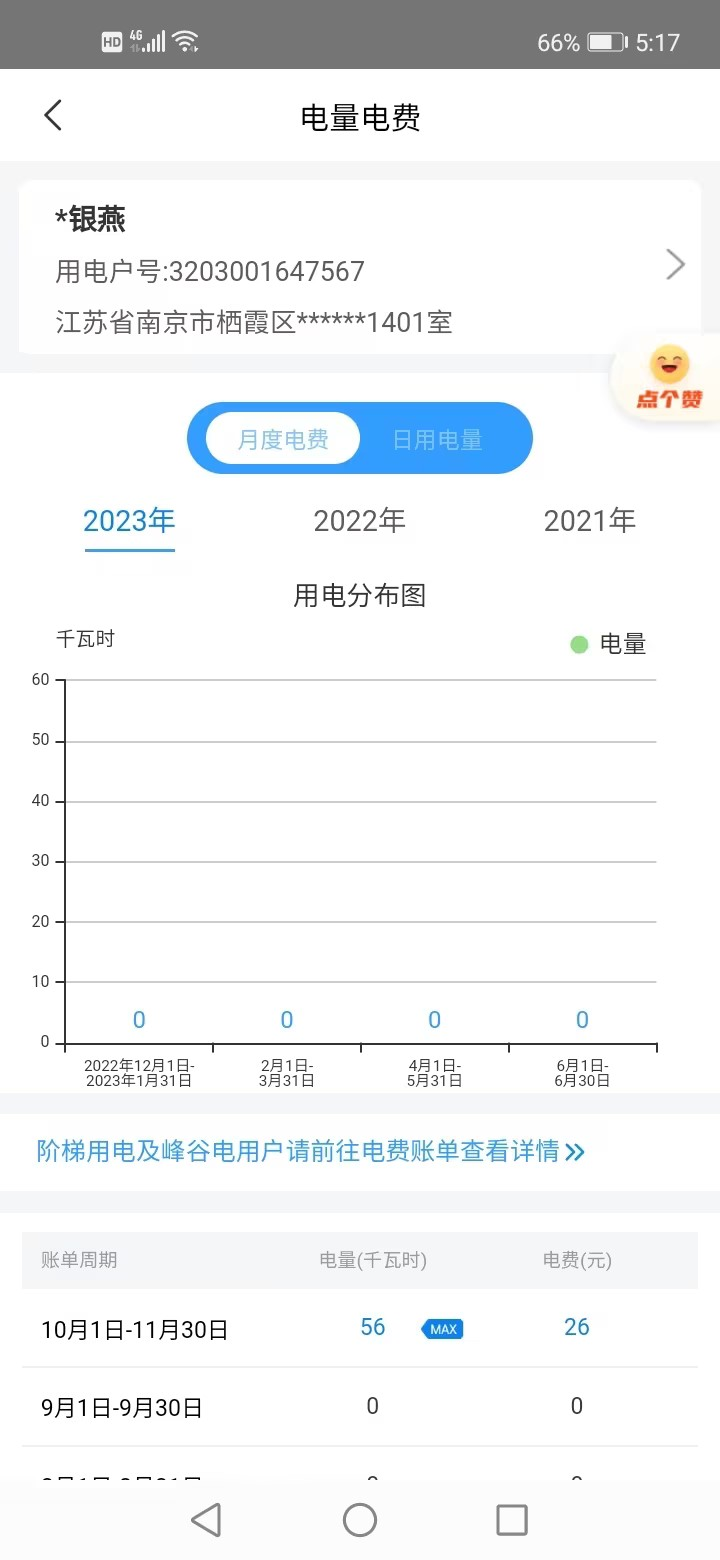 HD 4G 66% 5:17
电量电费
*银燕
用电户号:3203001647567
江苏省南京市栖霞区******1401室
点个赞
月度电费 日用电量
2023年 2022年 2021年
用电分布图
千瓦时 电量
60
50
40
30
20
10
0 0 0 0
0
2022年12月1日- 2月1日- 4月1日- 6月1日-
2023年1月31日 3月31日 5月31日 6月30日
阶梯用电及峰谷电用户请前往电费账单查看详情
账单周期 电量(千瓦时) 电费(元)
10月1日-11月30日 56 MAX 26
9月1日-9月30日 0 0